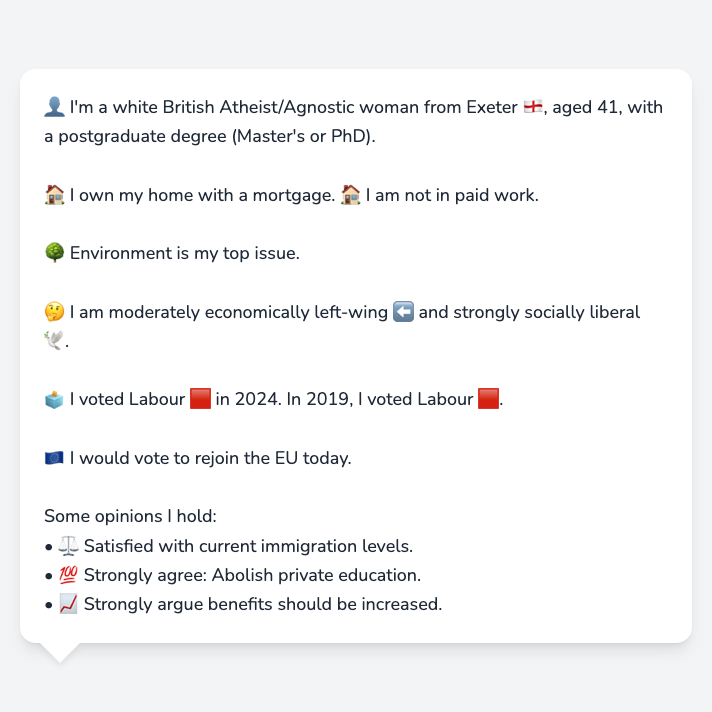 👤 I'm a white British Atheist/Agnostic woman from Exeter 🏴󠁧󠁢󠁥󠁮󠁧󠁿, aged 41, with
a postgraduate degree (Master's or PhD).
🏠 I own my home with a mortgage. 🏠 I am not in paid work.
🌳 Environment is my top issue.
🤔 I am moderately economically left-wing ⬅️ and strongly socially liberal
🕊️.
🗳️ I voted Labour 🟥 in 2024. In 2019, I voted Labour 🟥.
🇪🇺 I would vote to rejoin the EU today.
Some opinions I hold:
• ⚖️ Satisfied with current immigration levels.
• 💯 Strongly agree: Abolish private education.
• 📈 Strongly argue benefits should be increased.